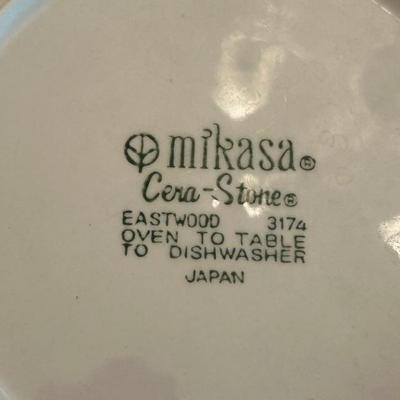 mikasa®
Cera-Stone®
EASTWOOD 3174
OVEN TO TABLE
TO DISHWASHER
JAPAN